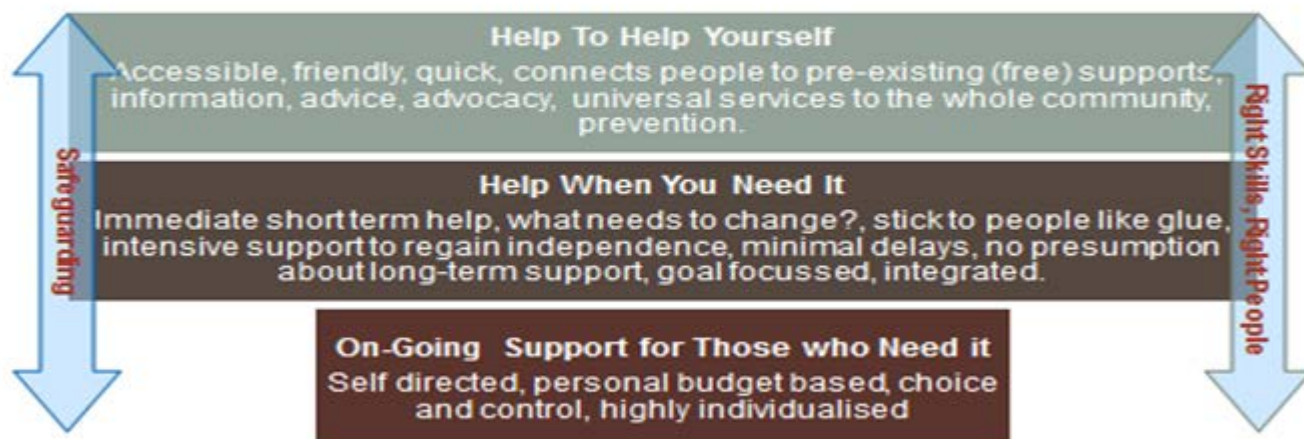 Help To Help Yourself
Accessible, friendly, quick, connects people to pre-existing (free) supports,
information, advice, advocacy, universal services to the whole community,
prevention.
Safeguarding
Right Skills, Right People
Help When You Need It
Immediate short term help, what needs to change?, stick to people like glue,
intensive support to regain independence, minimal delays, no presumption
about long-term support, goal focussed, integrated.
On-Going Support for Those who Need it
Self directed, personal budget based, choice
and control, highly individualised